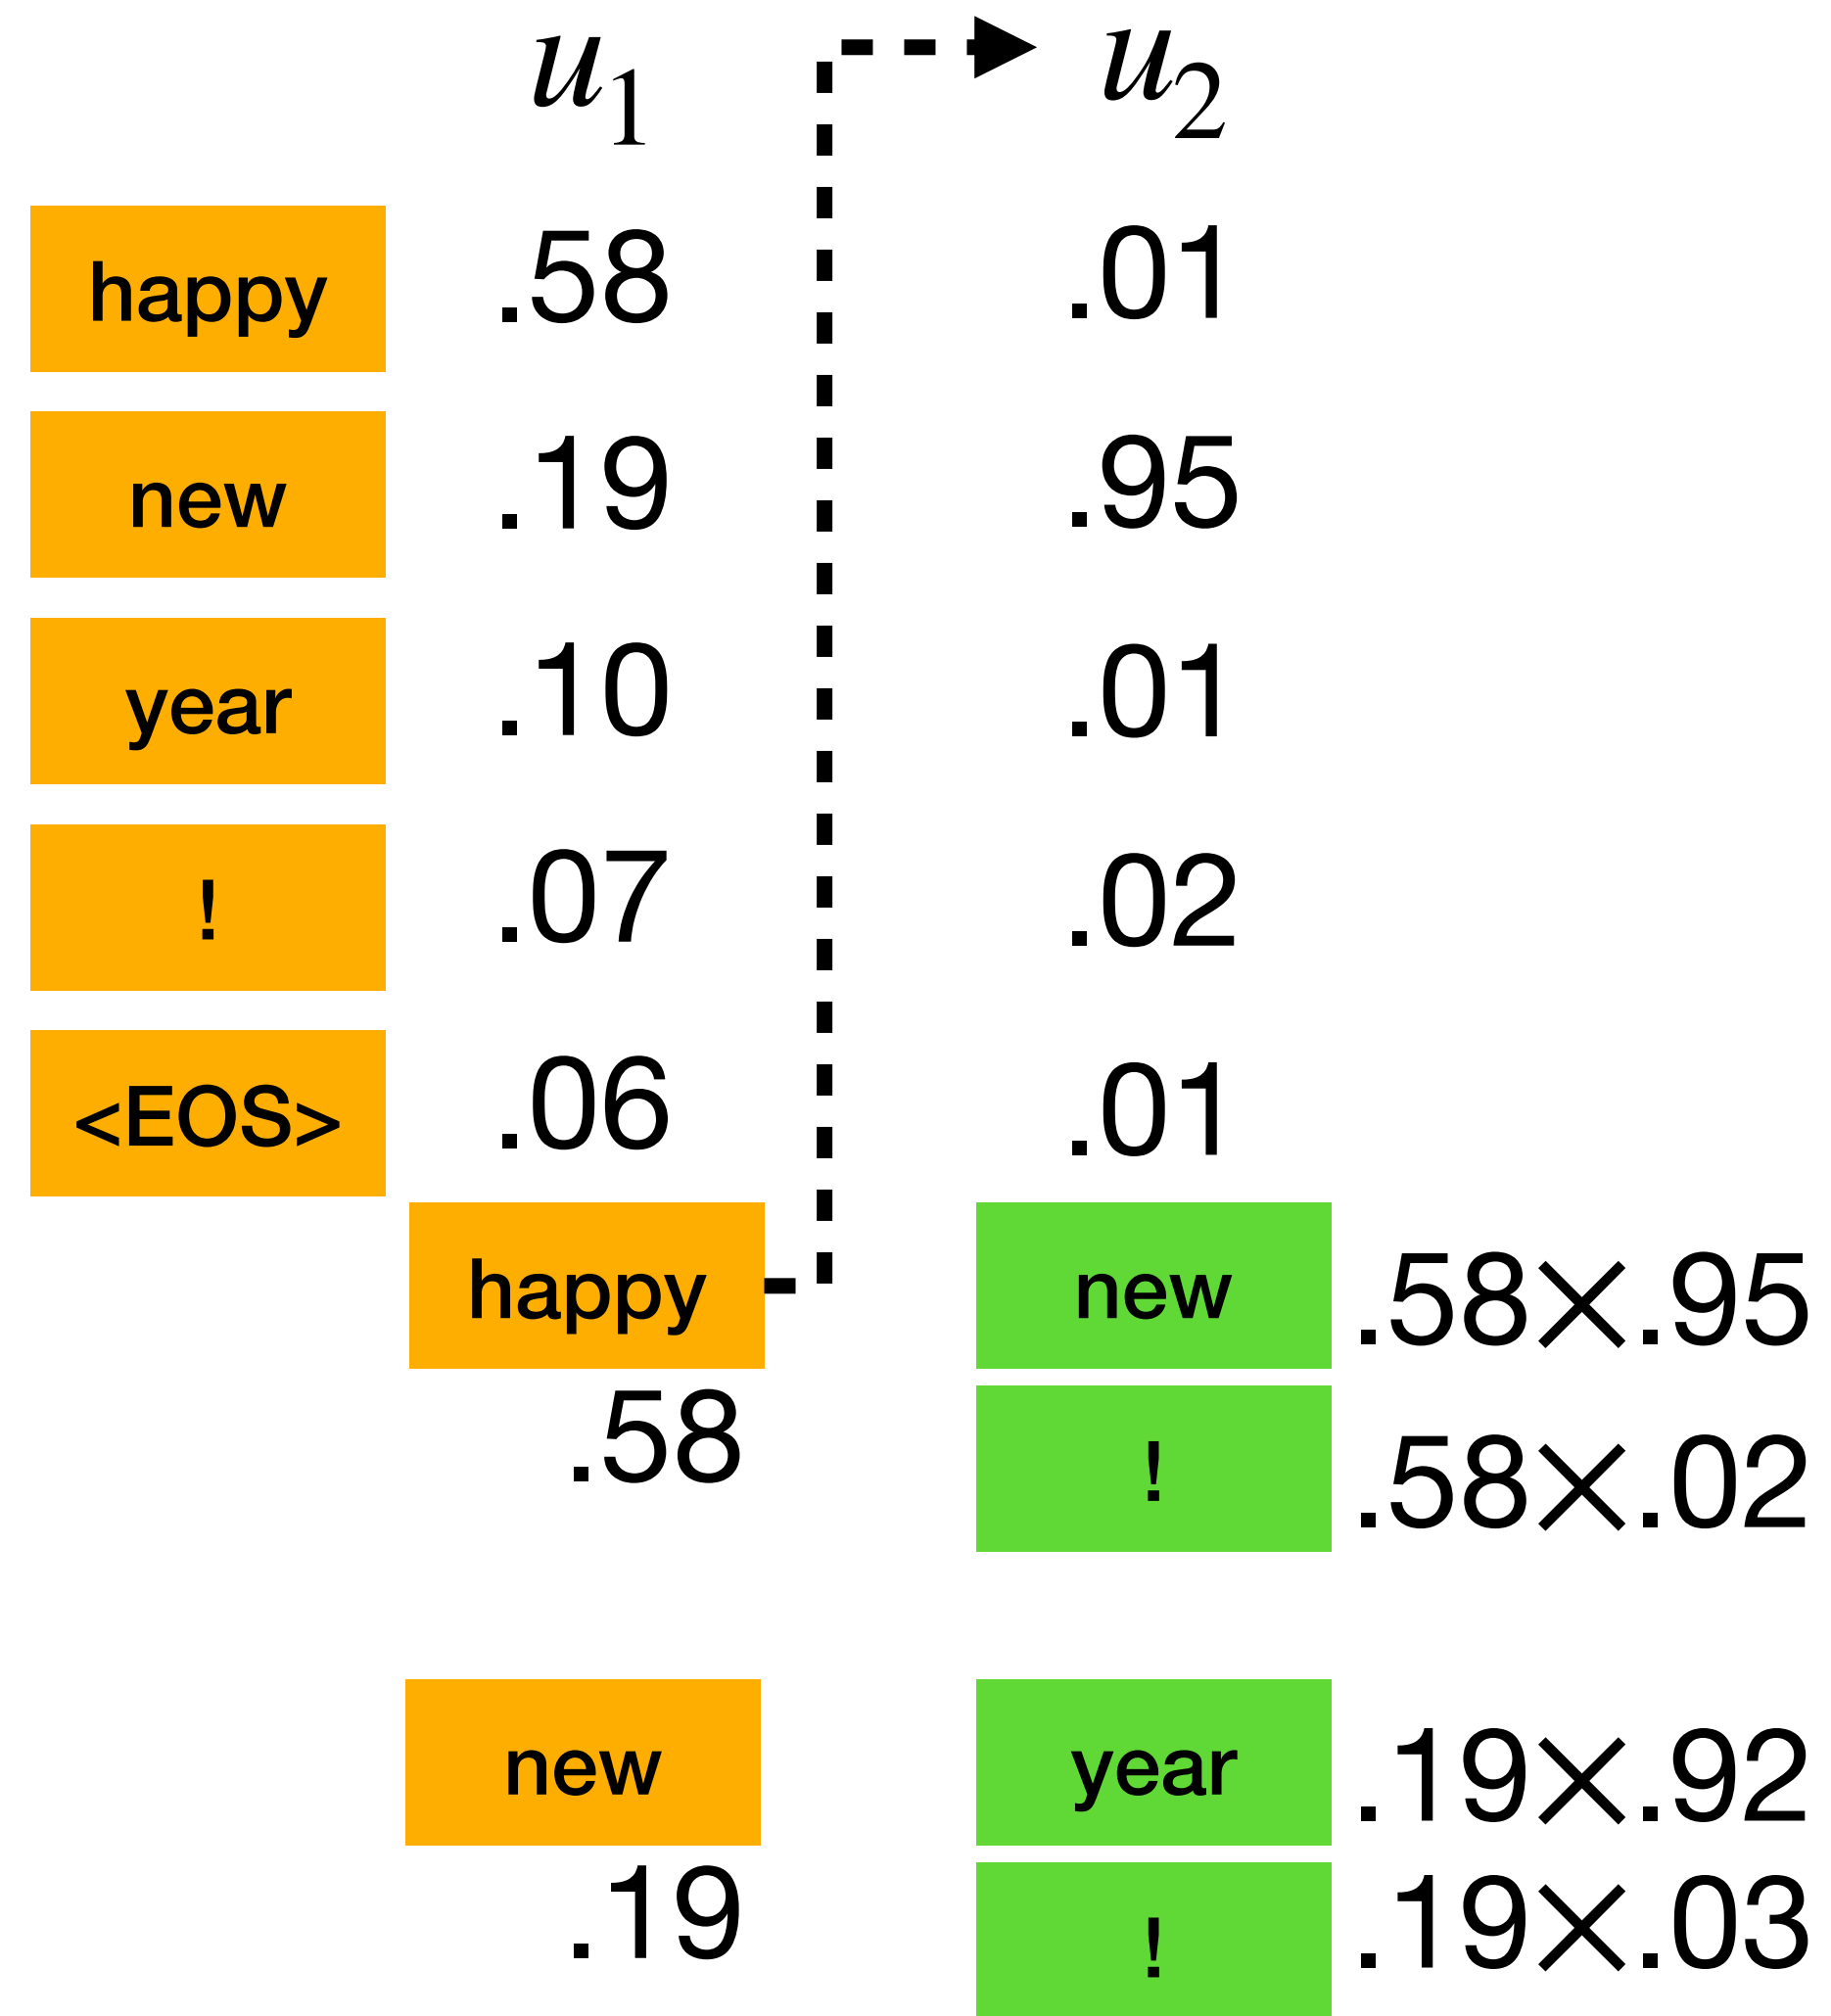 u1 u2
happy .58 .01
new .19 .95
year .10 .01
! .07 .02
<EOS> .06 .01
happy new .58×.95
.58 ! .58×.02
new year .19×.92
.19 ! .19×.03